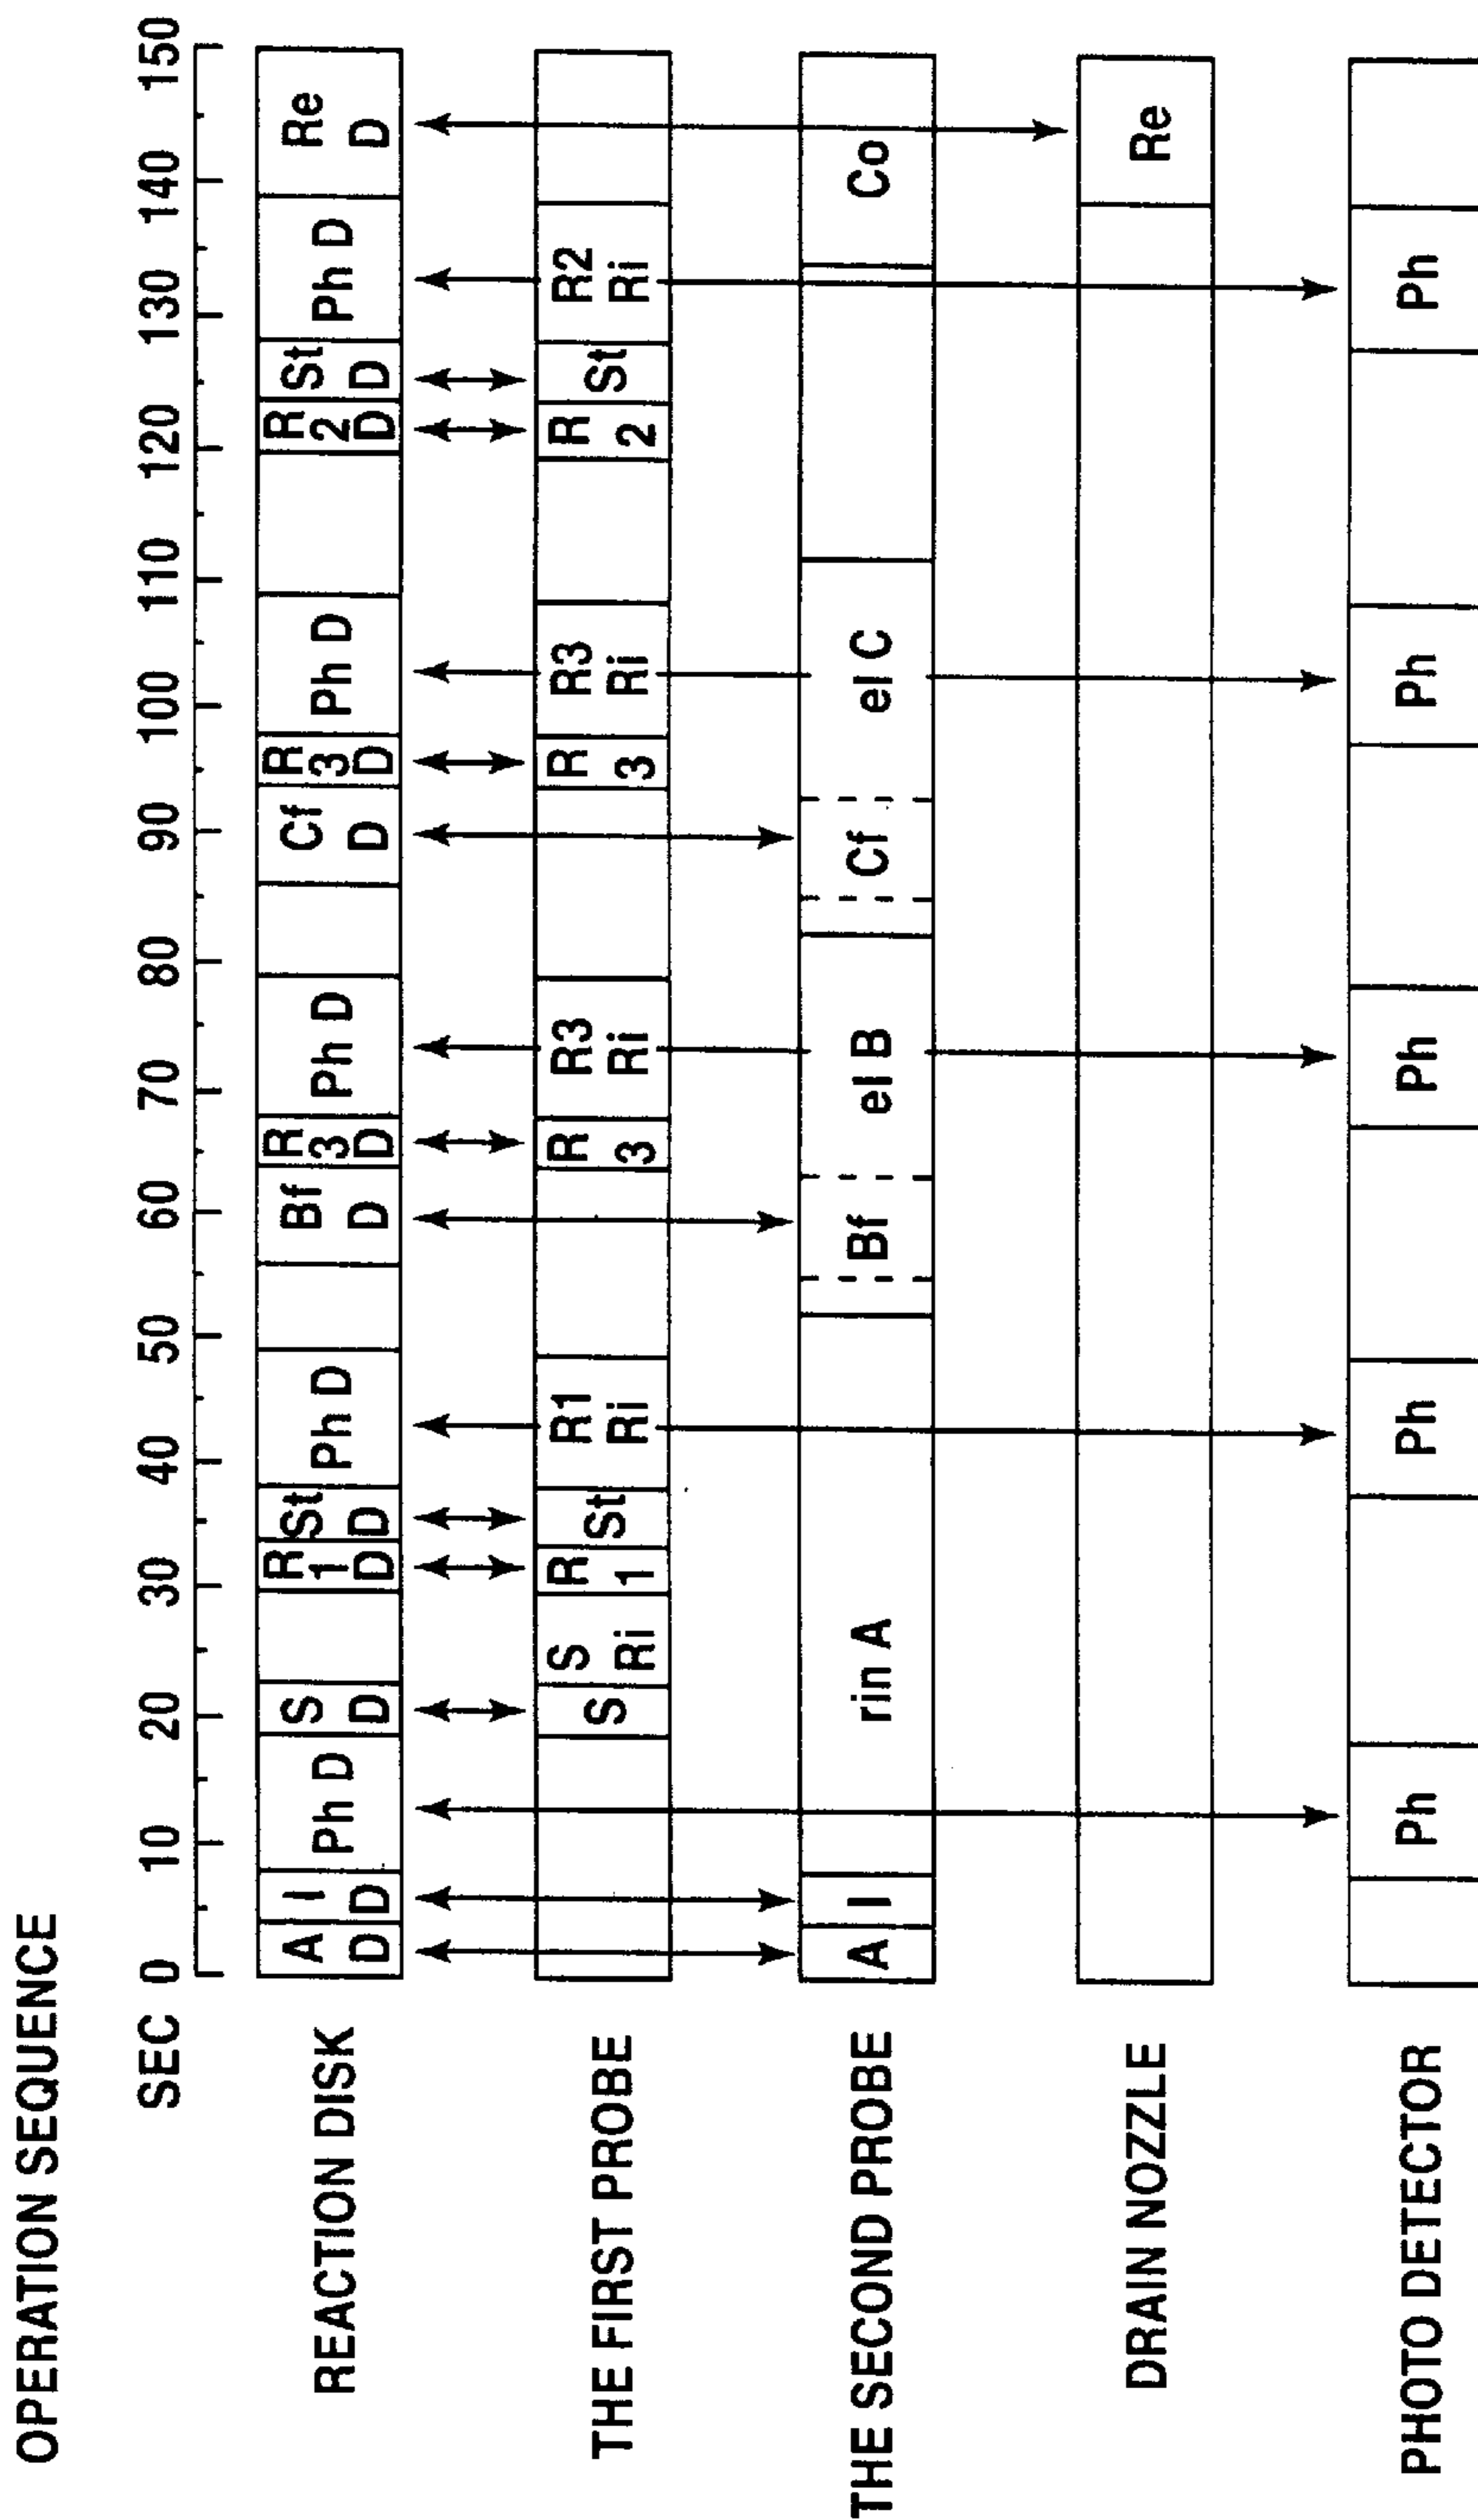 OPERATION SEQUENCE
SEC 0 10 20 30 40 50 60 70 80 90 100 110 120 130 140 150
REACTION DISK
A
D
I
D
Ph D
S
D
R
1
D
St
D
Ph D
Bf
D
R
3
D
Ph D
Cf
D
R
3
D
Ph D
R
2
D
St
D
Ph D
Re
D
THE FIRST PROBE
S
S
Ri
R
1
St
R1
Ri
R
3
R3
Ri
R
3
R3
Ri
R
2
St
R2
Ri
THE SECOND PROBE
A I rin A Bf el B Cf el C Co
DRAIN NOZZLE
Re
PHOTO DETECTOR
Ph Ph Ph Ph Ph